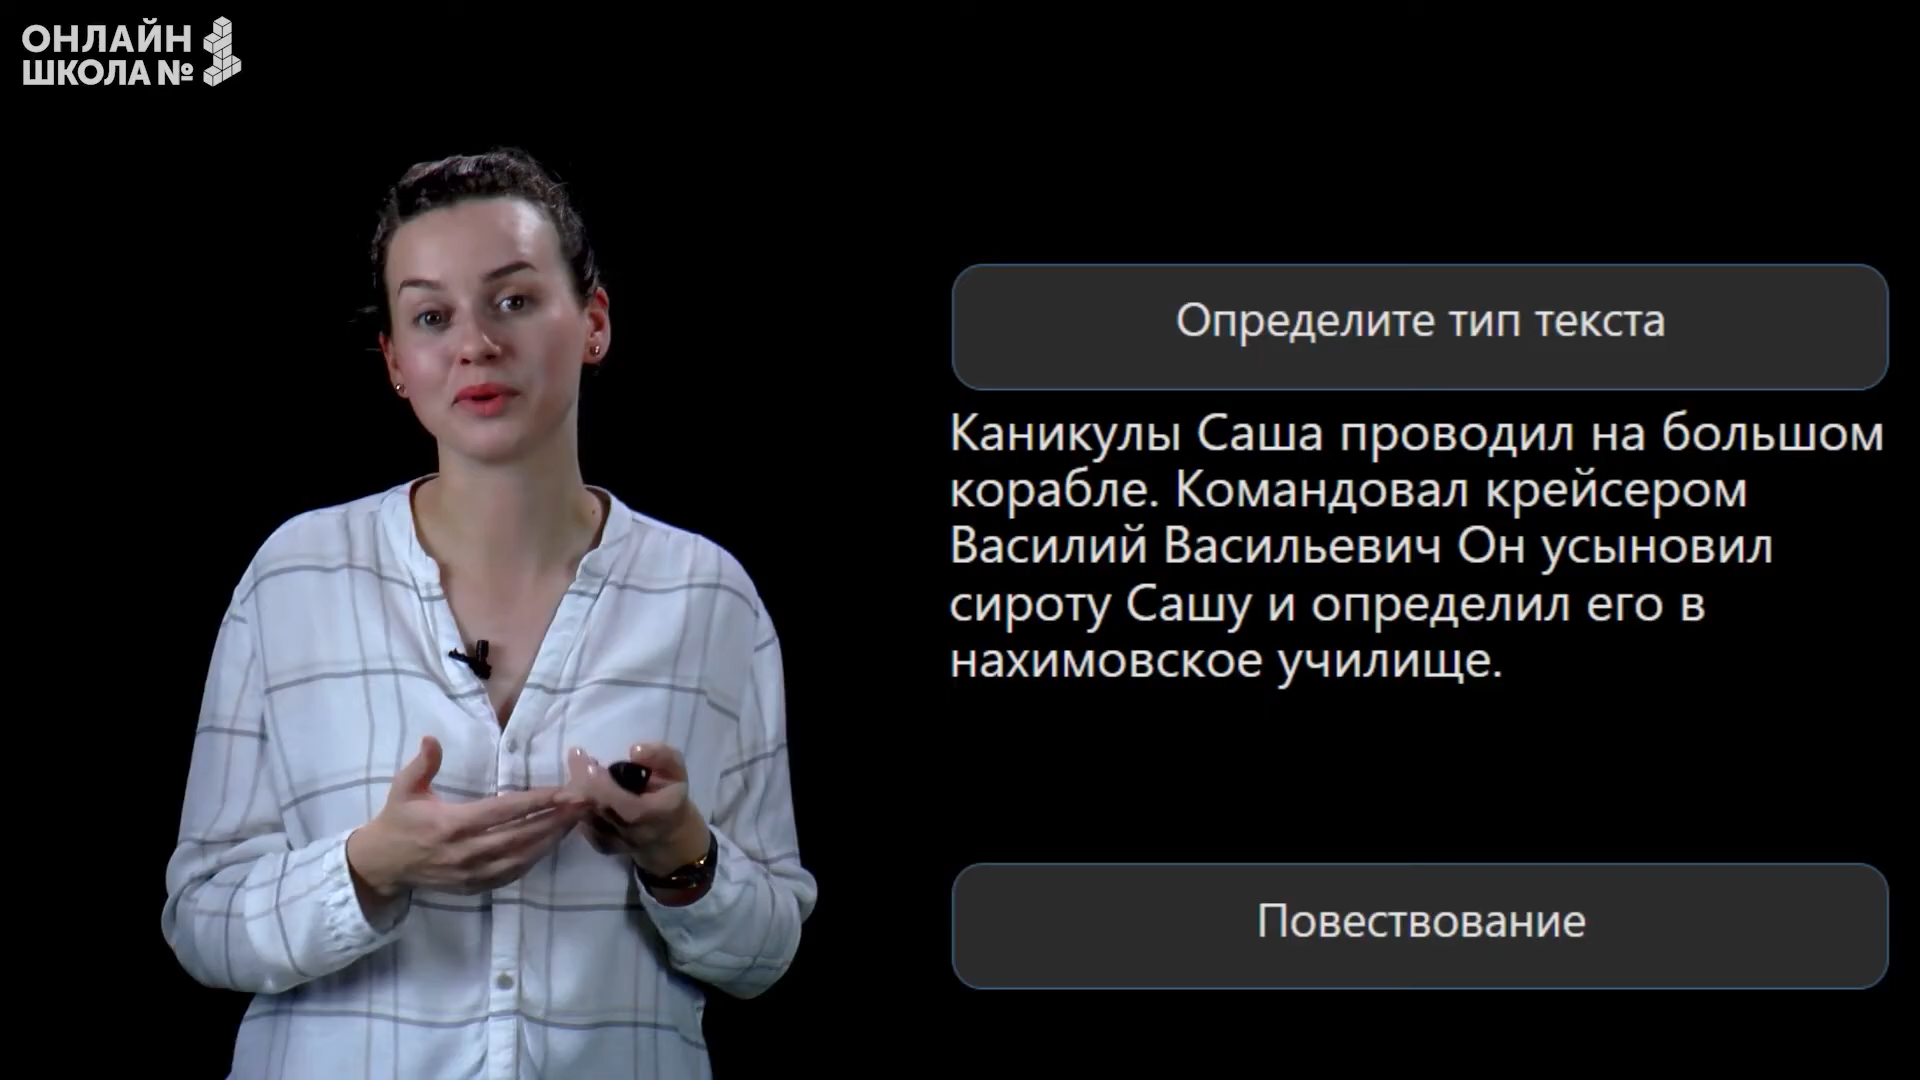 ОНЛАЙН
ШКОЛА №
Определите тип текста
Каникулы Саша проводил на большом
корабле. Командовал крейсером
Василий Васильевич Он усыновил
сироту Сашу и определил его в
нахимовское училище.
Повествование